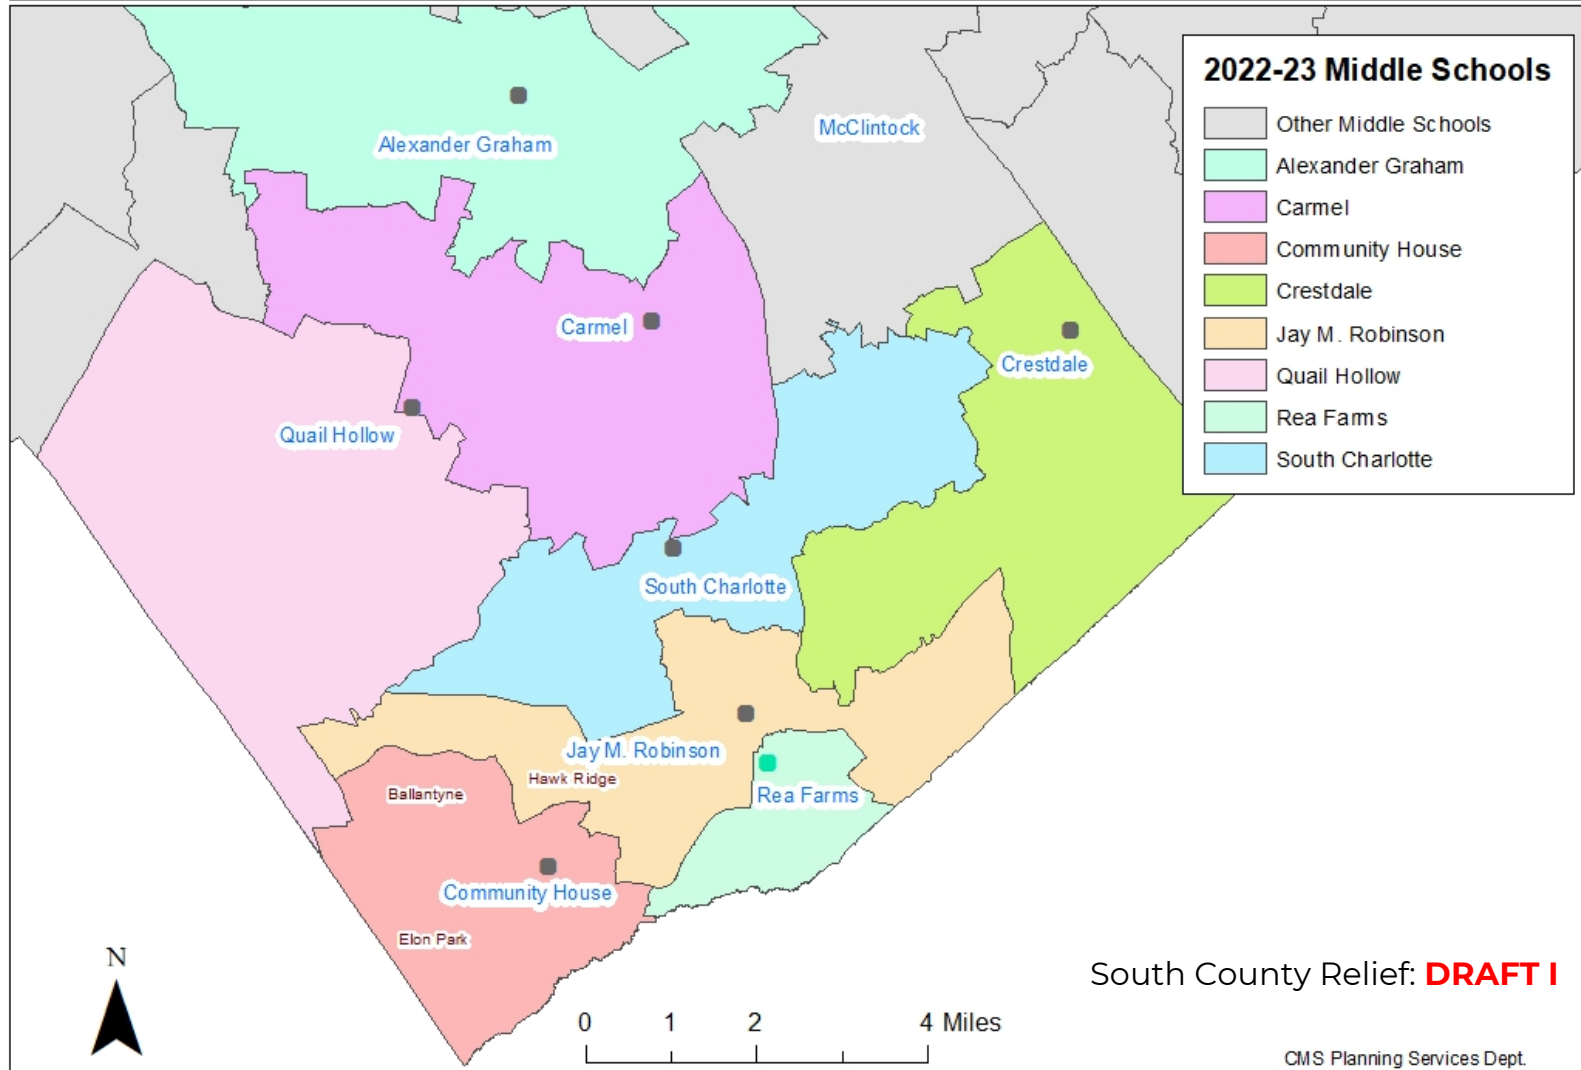 2022-23 Middle Schools
Other Middle Schools
Alexander Graham
Carmel
Community House
Crestdale
Jay M. Robinson
Quail Hollow
Rea Farms
South Charlotte
McClintock
Alexander Graham
Carmel
Crestdale
Quail Hollow
South Charlotte
Jay M. Robinson
Hawk Ridge
Ballantyne
Rea Farms
Community House
Elon Park
N
South County Relief: DRAFT I
0 1 2 4 Miles
CMS Planning Services Dept.